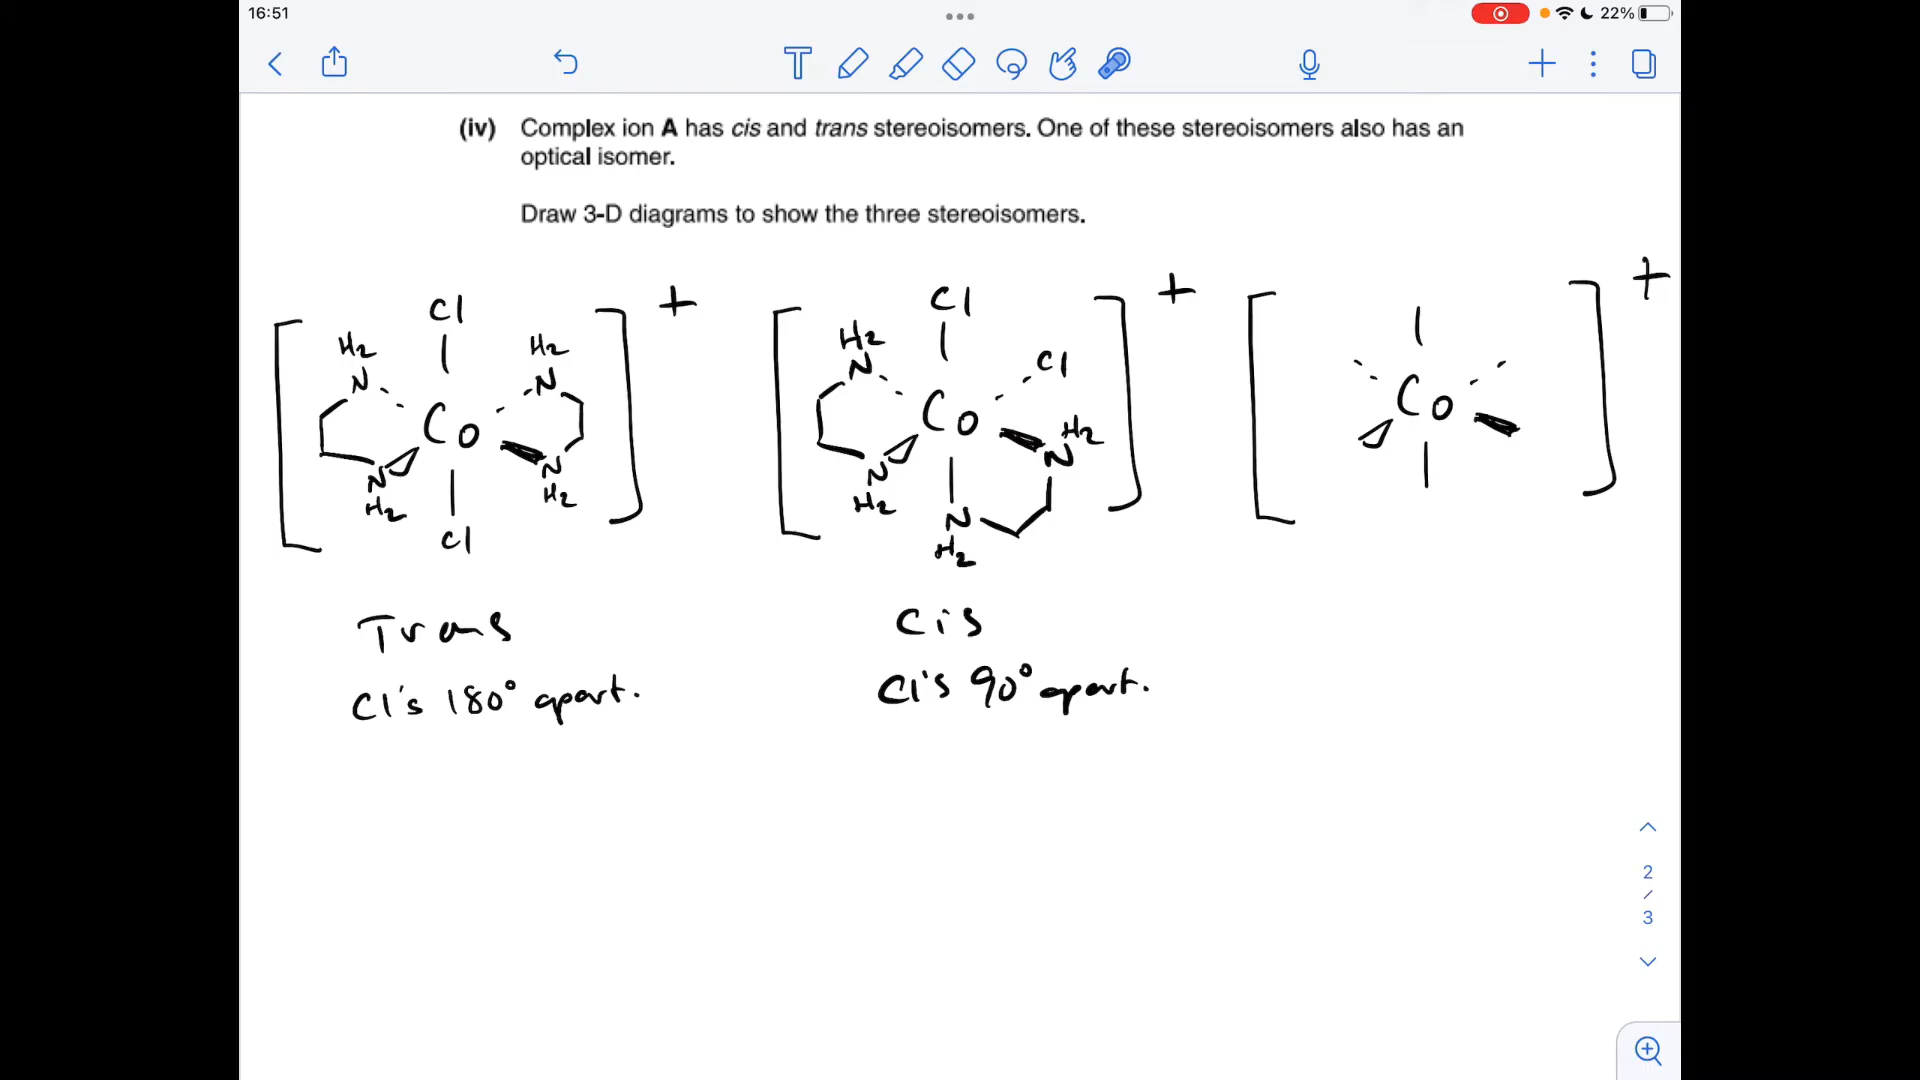 16:51
22%
(iv) Complex ion A has cis and trans stereoisomers. One of these stereoisomers also has an
optical isomer.
Draw 3-D diagrams to show the three stereoisomers.
Cl
H2
N
H2
N
Co
N
H2
N
H2
Cl
+
Cl
H2
N
Cl
Co
H2
N
N
H2
N
H2
+
Co
+
Trans
Cl's 180° apart.
Cis
Cl's 90° apart.
2
/
3